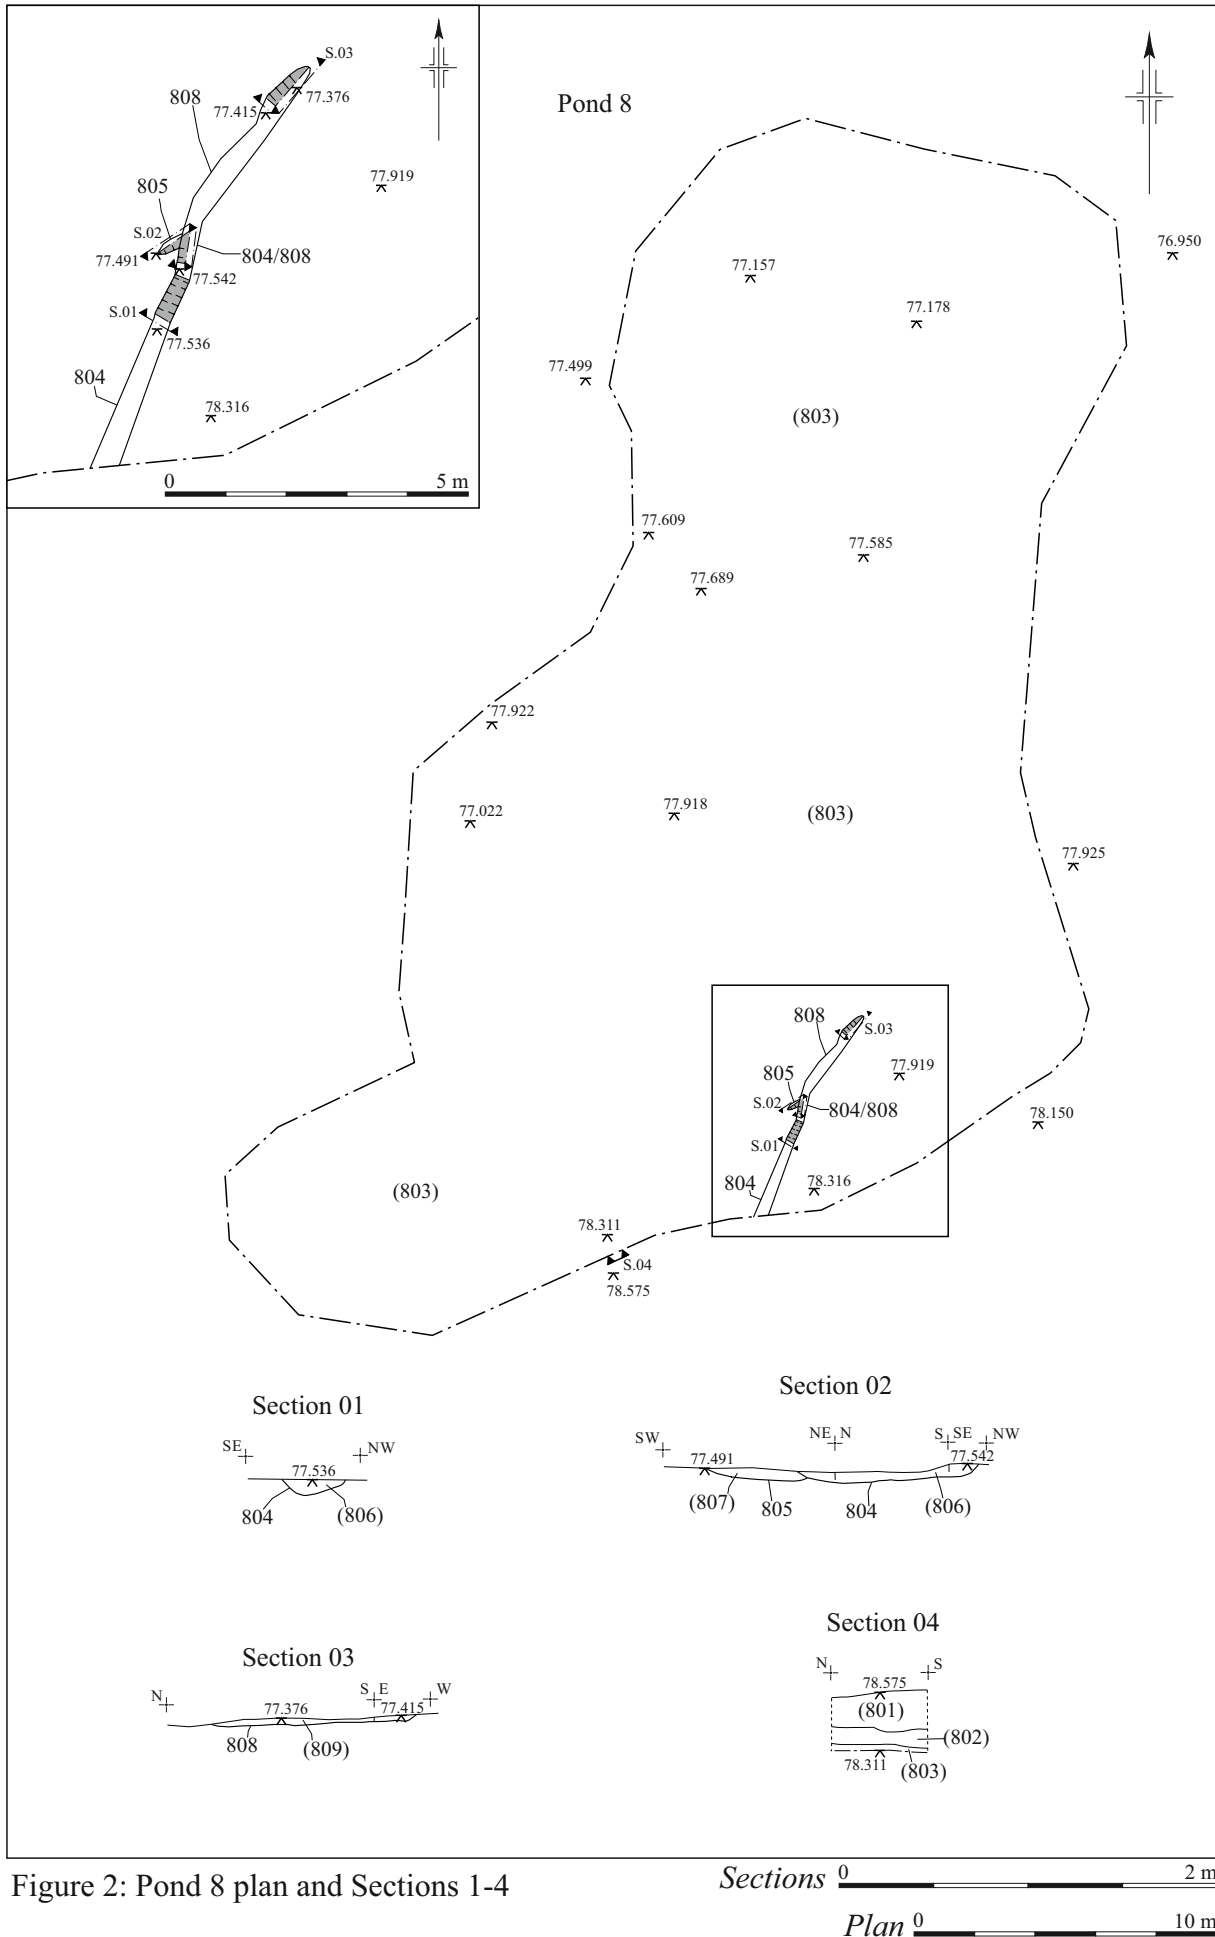 S.03
77.376
77.415
808
77.919
805
S.02
77.491
804/808
77.542
S.01
77.536
804
78.316
0 5 m
Pond 8
76.950
77.157
77.178
77.499
(803)
77.609
77.585
77.689
77.922
77.022
77.918
(803)
77.925
808
S.03
77.919
805
S.02
804/808
78.150
S.01
804
78.316
(803)
78.311
S.04
78.575
Section 01
SE NW
77.536
804 (806)
Section 02
SW NE N S SE NW
77.491 77.542
(807) 805 804 (806)
Section 03
N S E W
77.376 77.415
808 (809)
Section 04
N S
78.575
(801)
(802)
78.311
(803)
Figure 2: Pond 8 plan and Sections 1-4
Sections 0 2 m
Plan 0 10 m